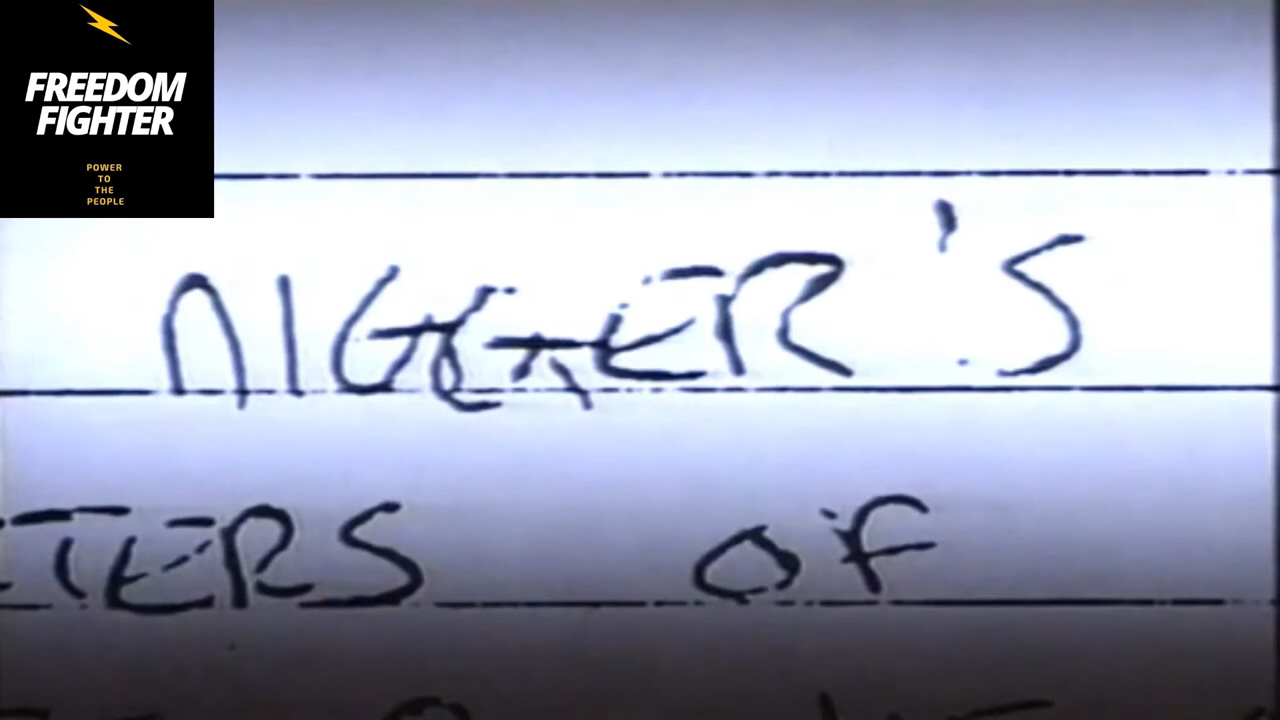 FREEDOM
FIGHTER
POWER
TO
THE
PEOPLE
NIGGER'S
TERS OF